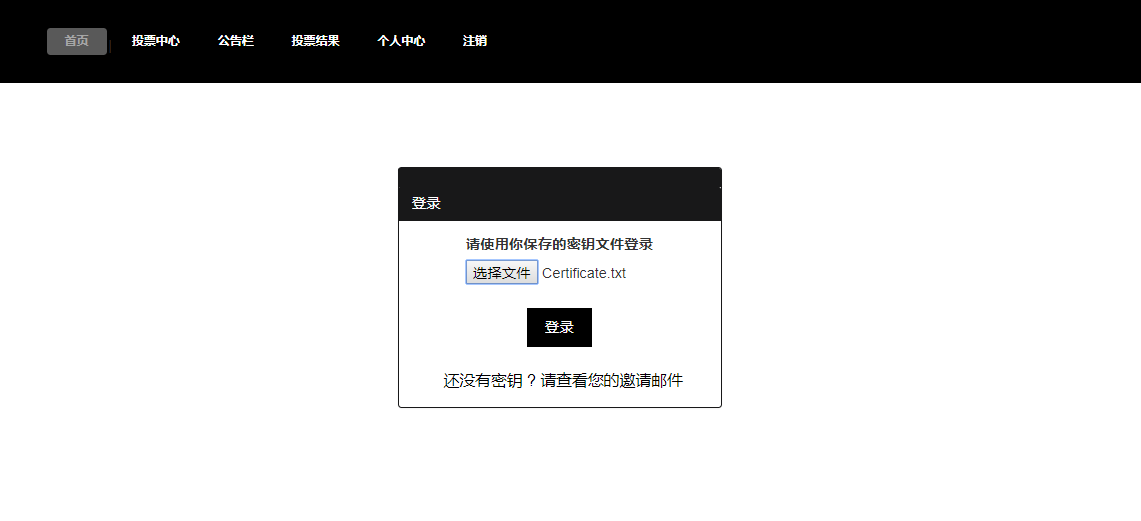 首页 投票中心 公告栏 投票结果 个人中心 注销
登录
请使用你保存的密钥文件登录
选择文件 Certificate.txt
登录
还没有密钥？请查看您的邀请邮件